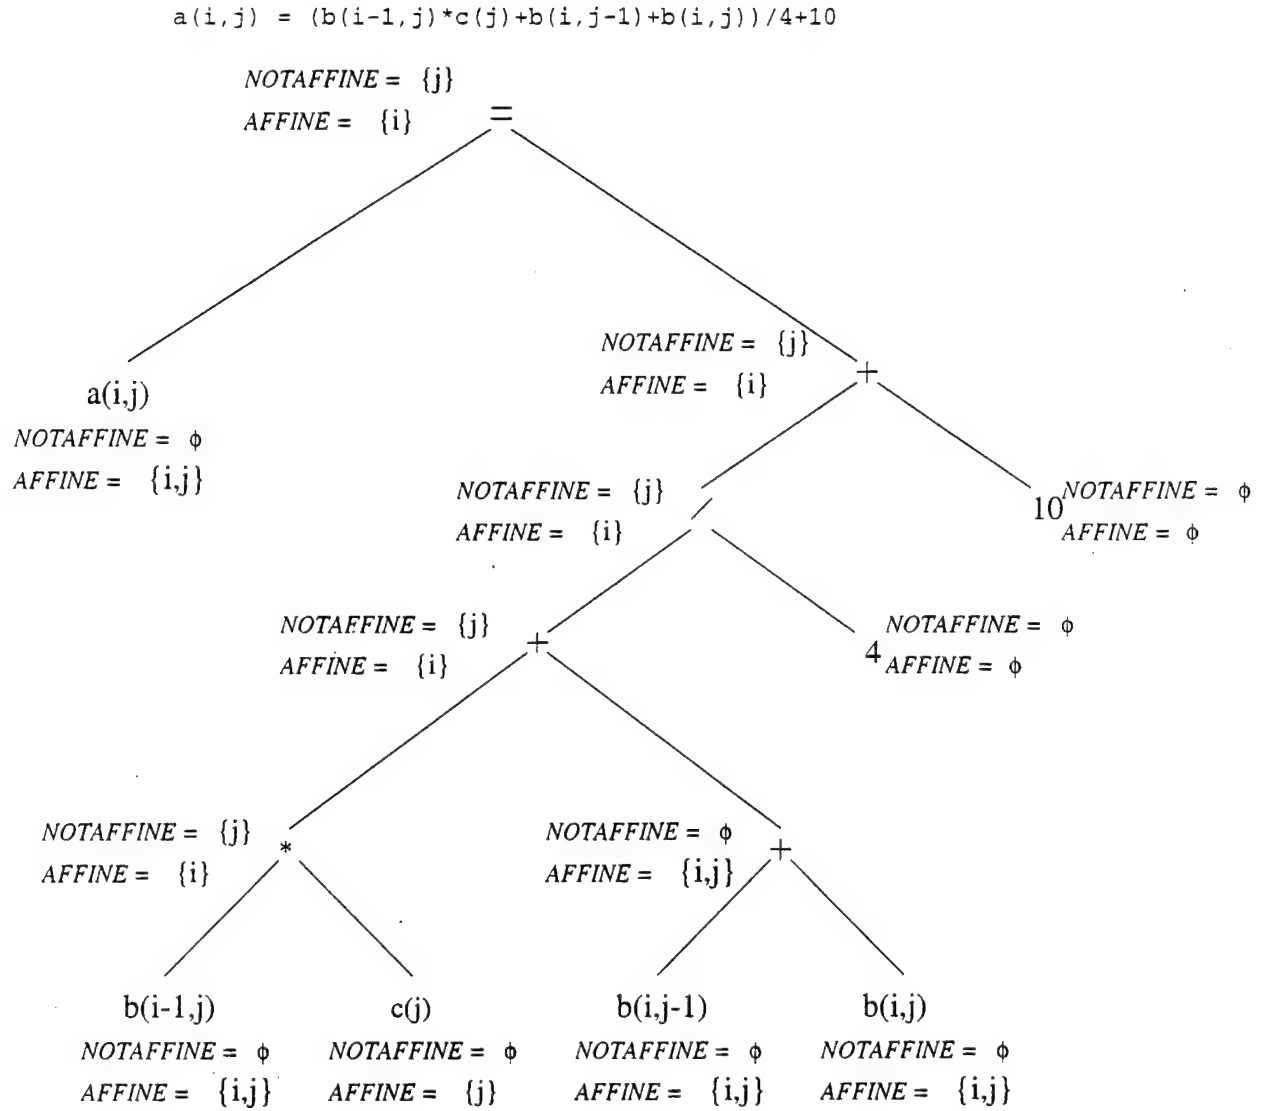 a(i,j) = (b(i-1,j)*c(j)+b(i,j-1)+b(i,j))/4+10
NOTAFFINE = {j}
AFFINE = {i}
=
NOTAFFINE = {j}
AFFINE = {i}
+
a(i,j)
NOTAFFINE = ϕ
AFFINE = {i,j}
NOTAFFINE = {j}
AFFINE = {i}
/
10
NOTAFFINE = ϕ
AFFINE = ϕ
NOTAFFINE = {j}
AFFINE = {i}
+
4
NOTAFFINE = ϕ
AFFINE = ϕ
NOTAFFINE = {j}
AFFINE = {i}
*
NOTAFFINE = ϕ
AFFINE = {i,j}
+
b(i-1,j)
NOTAFFINE = ϕ
AFFINE = {i,j}
c(j)
NOTAFFINE = ϕ
AFFINE = {j}
b(i,j-1)
NOTAFFINE = ϕ
AFFINE = {i,j}
b(i,j)
NOTAFFINE = ϕ
AFFINE = {i,j}